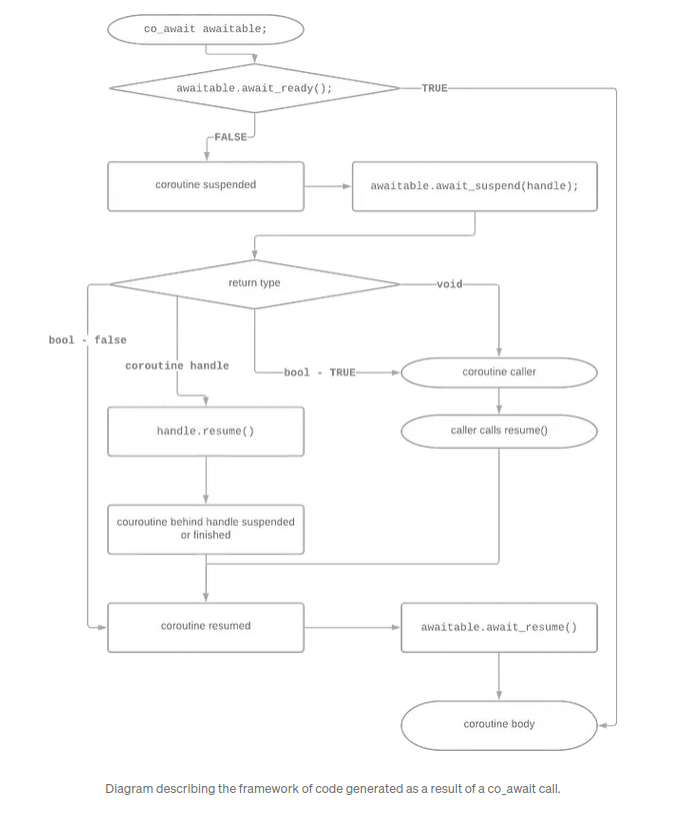 co_await awaitable;
awaitable.await_ready();
TRUE
FALSE
coroutine suspended
awaitable.await_suspend(handle);
return type
void
bool - false
coroutine handle
bool - TRUE
coroutine caller
handle.resume()
caller calls resume()
couroutine behind handle suspended
or finished
coroutine resumed
awaitable.await_resume()
coroutine body
Diagram describing the framework of code generated as a result of a co_await call.